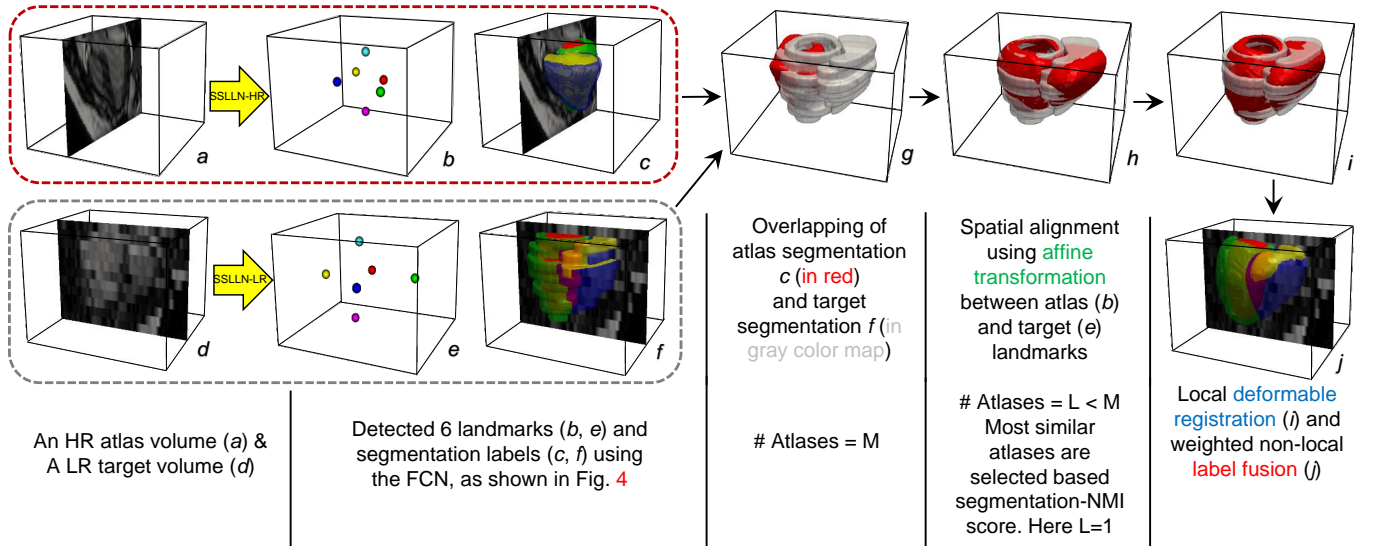 SSLLN-HR
a
b
c
g
h
i
SSLLN-LR
d
e
f
j
An HR atlas volume (a) &
A LR target volume (d)
Detected 6 landmarks (b, e) and
segmentation labels (c, f) using
the FCN, as shown in Fig. 4
Overlapping of
atlas segmentation
c (in red)
and target
segmentation f (in
gray color map)
# Atlases = M
Spatial alignment
using affine
transformation
between atlas (b)
and target (e)
landmarks
# Atlases = L < M
Most similar
atlases are
selected based
segmentation-NMI
score. Here L=1
Local deformable
registration (i) and
weighted non-local
label fusion (j)